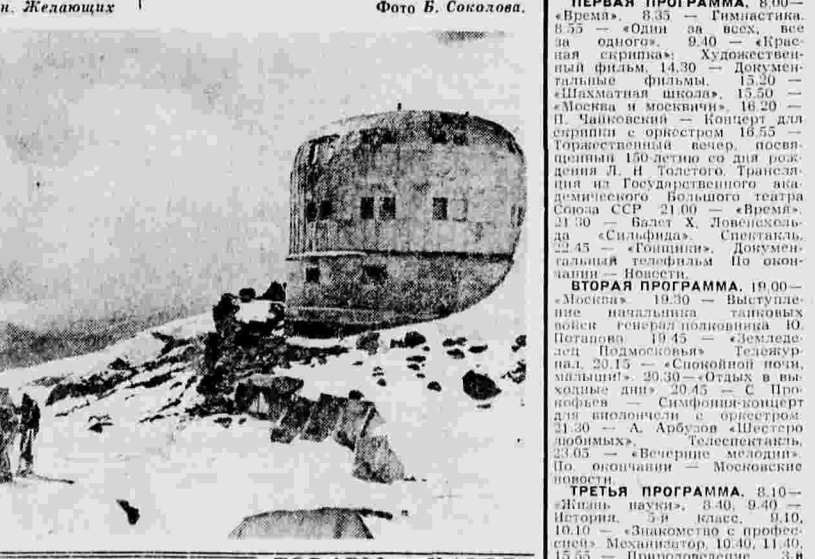 н. Желающих
Фото Б. Соколова.
ПЕРВАЯ ПРОГРАММА. 8.00—
«Время». 8.35 — Гимнастика.
8.55 — «Один за всех, все
за одного». 9.40 — «Крас-
ная скрипка». Художествен-
ный фильм. 14.30 — Докумен-
тальные фильмы. 15.20 —
«Шахматная школа». 15.50 —
«Москва и москвичи». 16.20 —
П. Чайковский — Концерт для
скрипки с оркестром 16.55 —
Торжественный вечер, посвя-
щенный 150-летию со дня рож-
дения Л. Н Толстого. Трансля-
ция из Государственного ака-
демического Большого театра
Союза ССР 21.00 — «Время».
21.30 — Балет Х. Ловенсхоль-
да «Сильфида». Спектакль.
22.45 — «Гонщики». Докумен-
тальный телефильм По окон-
чании — Новости.
ВТОРАЯ ПРОГРАММА. 19.00—
«Москва». 19.30 — Выступле-
ние начальника танковых
войск генерал-полковника Ю.
Потапова 19.45 — «Земледе-
лец Подмосковья» Тележур-
нал. 20.15 — «Спокойной ночи,
малыши!». 20.30—«Отдых в вы-
ходные дни» 20.45 — С Про-
кофьев — Симфония-концерт
для виолончели с оркестром
21.30 — А. Арбузов «Шестеро
любимых». Телеспектакль.
23.05 — «Вечерние мелодии».
По окончании — Московские
новости.
ТРЕТЬЯ ПРОГРАММА. 8.10—
«Жизнь науки». 8.40, 9.40 —
История. 5-й класс. 9.10,
10.10 — «Знакомство с профес-
сией» Механизатор. 10.40, 11.40,
15.55 — Природоведение 3-й